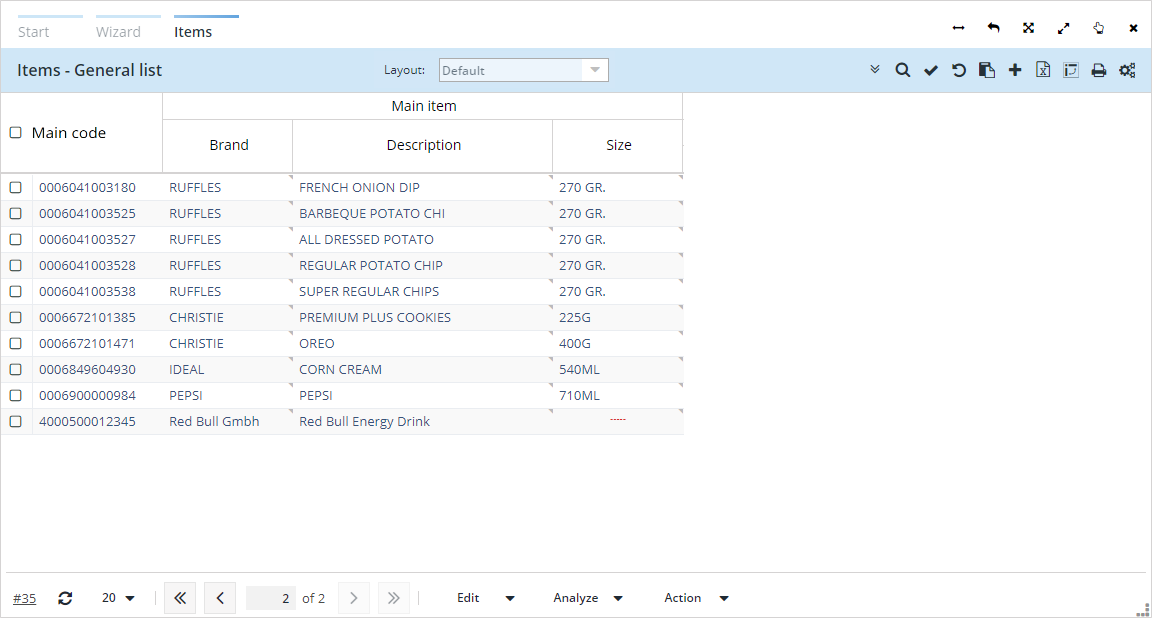 Start Wizard Items
Items - General list Layout: Default
Main item
Main code
Brand Description Size
0006041003180 RUFFLES FRENCH ONION DIP 270 GR.
0006041003525 RUFFLES BARBEQUE POTATO CHI 270 GR.
0006041003527 RUFFLES ALL DRESSED POTATO 270 GR.
0006041003528 RUFFLES REGULAR POTATO CHIP 270 GR.
0006041003538 RUFFLES SUPER REGULAR CHIPS 270 GR.
0006672101385 CHRISTIE PREMIUM PLUS COOKIES 225G
0006672101471 CHRISTIE OREO 400G
0006849604930 IDEAL CORN CREAM 540ML
0006900000984 PEPSI PEPSI 710ML
4000500012345 Red Bull Gmbh Red Bull Energy Drink -----
#35 20 2 of 2 Edit Analyze Action